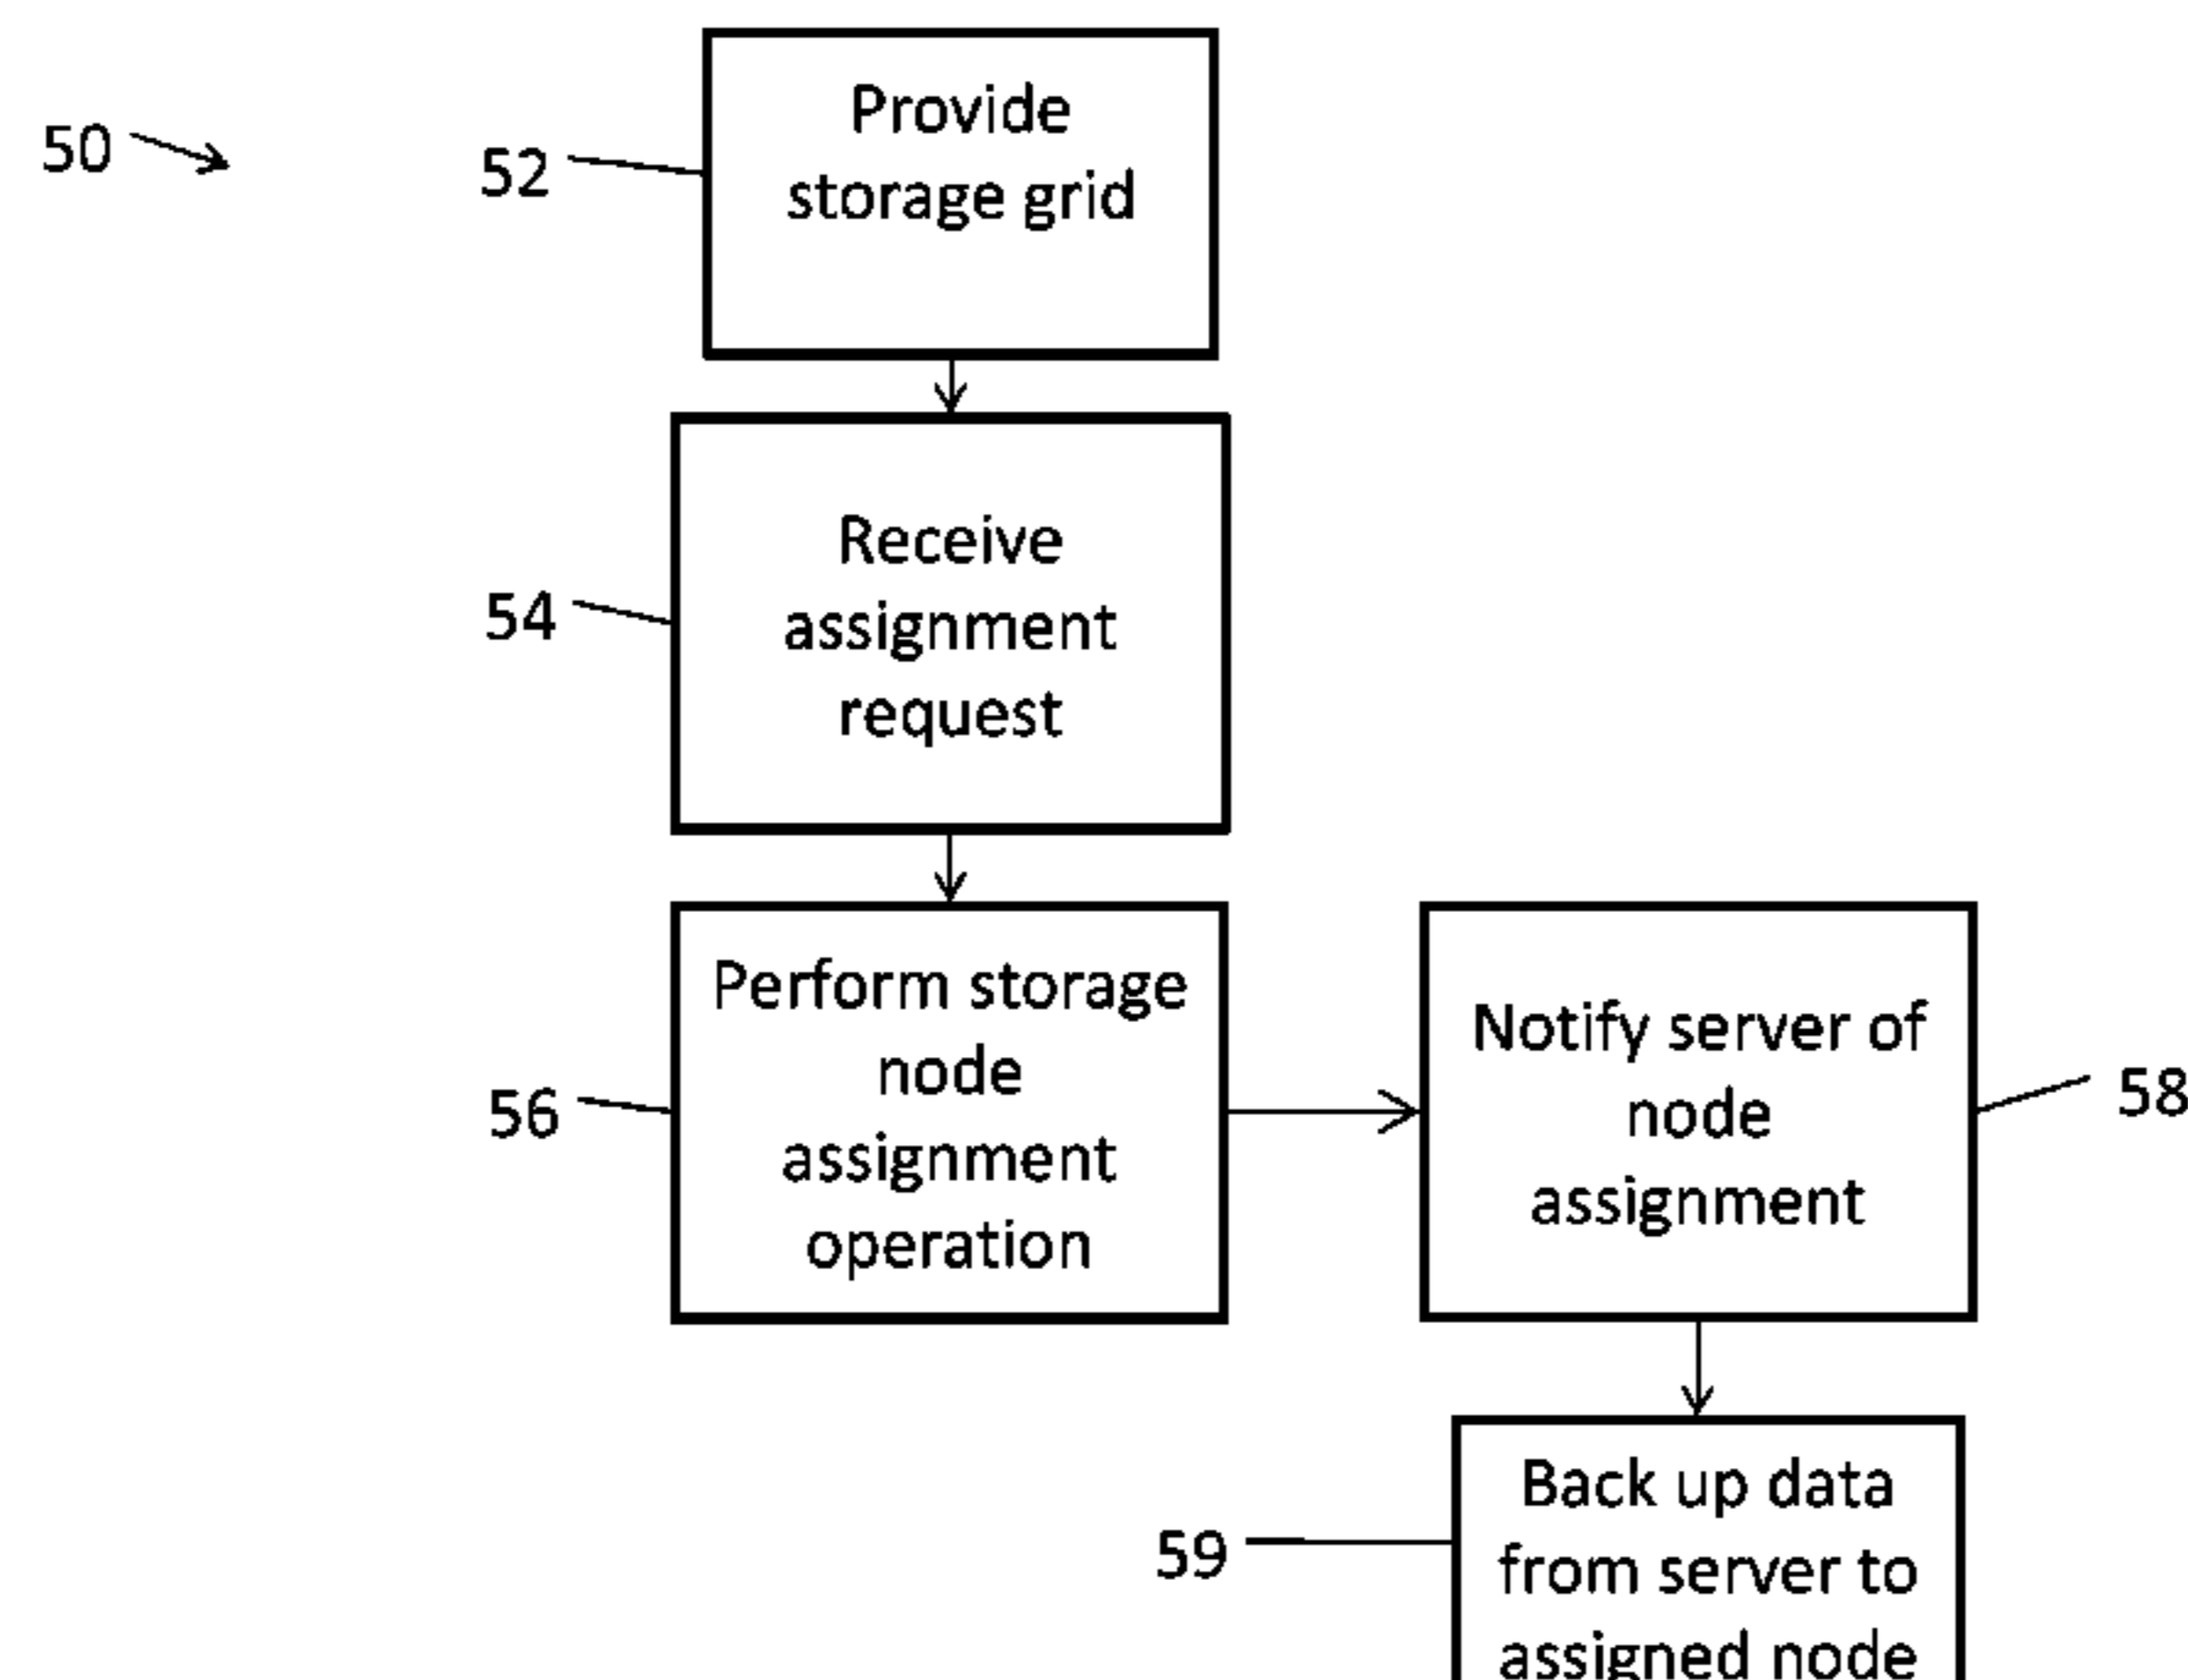 50
52
Provide
storage grid
54
Receive
assignment
request
56
Perform storage
node
assignment
operation
Notify server of
node
assignment
58
59
Back up data
from server to
assigned node